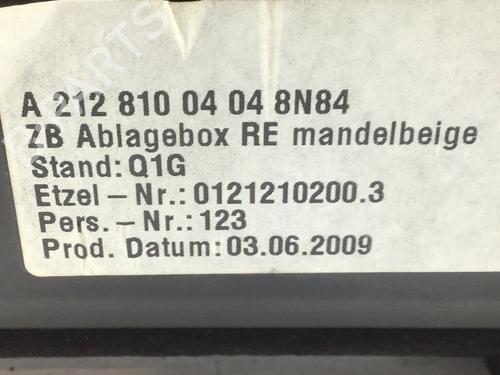 A 212 810 04 04 8N84
ZB Ablagebox RE mandelbeige
Stand: Q1G
Etzel – Nr.: 0121210200.3
Pers. – Nr.: 123
Prod. Datum: 03.06.2009